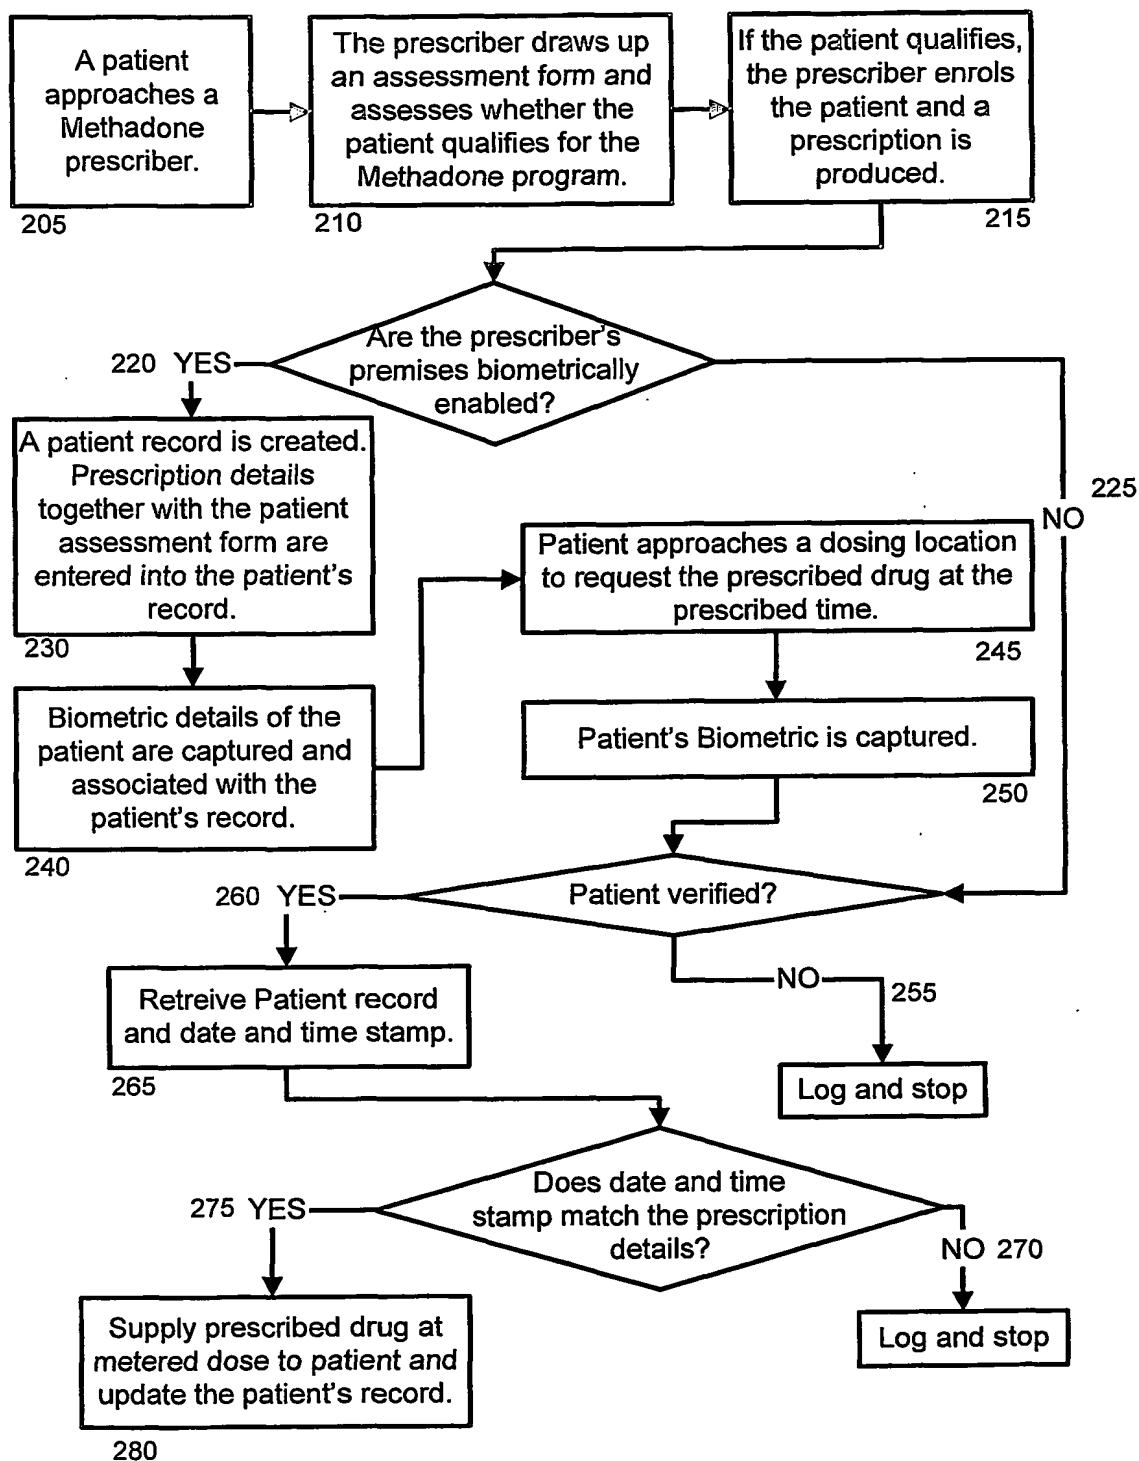 A patient
approaches a
Methadone
prescriber.
205
The prescriber draws up
an assessment form and
assesses whether the
patient qualifies for the
Methadone program.
210
If the patient qualifies,
the prescriber enrols
the patient and a
prescription is
produced.
215
Are the prescriber's
premises biometrically
enabled?
220 YES
225
NO
A patient record is created.
Prescription details
together with the patient
assessment form are
entered into the patient's
record.
230
Biometric details of the
patient are captured and
associated with the
patient's record.
240
Patient approaches a dosing location
to request the prescribed drug at the
prescribed time.
245
Patient's Biometric is captured.
250
Patient verified?
260 YES
NO
255
Log and stop
Retreive Patient record
and date and time stamp.
265
Does date and time
stamp match the prescription
details?
275 YES
NO 270
Log and stop
Supply prescribed drug at
metered dose to patient and
update the patient's record.
280